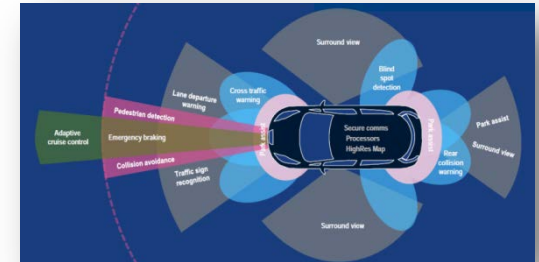 Surround view
Blind
spot
detection
Lane departure
warning
Cross traffic
warning
Pedestrian detection
Park assist
Secure comms
Processors
HighRes Map
Park assist
Park assist
Surround view
Adaptive
cruise control
Emergency braking
Collision avoidance
Traffic sign
recognition
Rear
collision
warning
Surround view